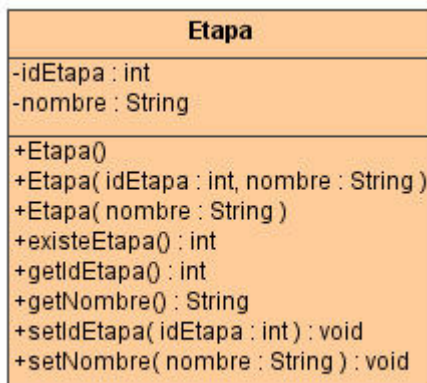 Etapa
-idEtapa : int
-nombre : String
+Etapa()
+Etapa( idEtapa : int, nombre : String )
+Etapa( nombre : String )
+existeEtapa() : int
+getIdEtapa() : int
+getNombre() : String
+setIdEtapa( idEtapa : int ) : void
+setNombre( nombre : String ) : void